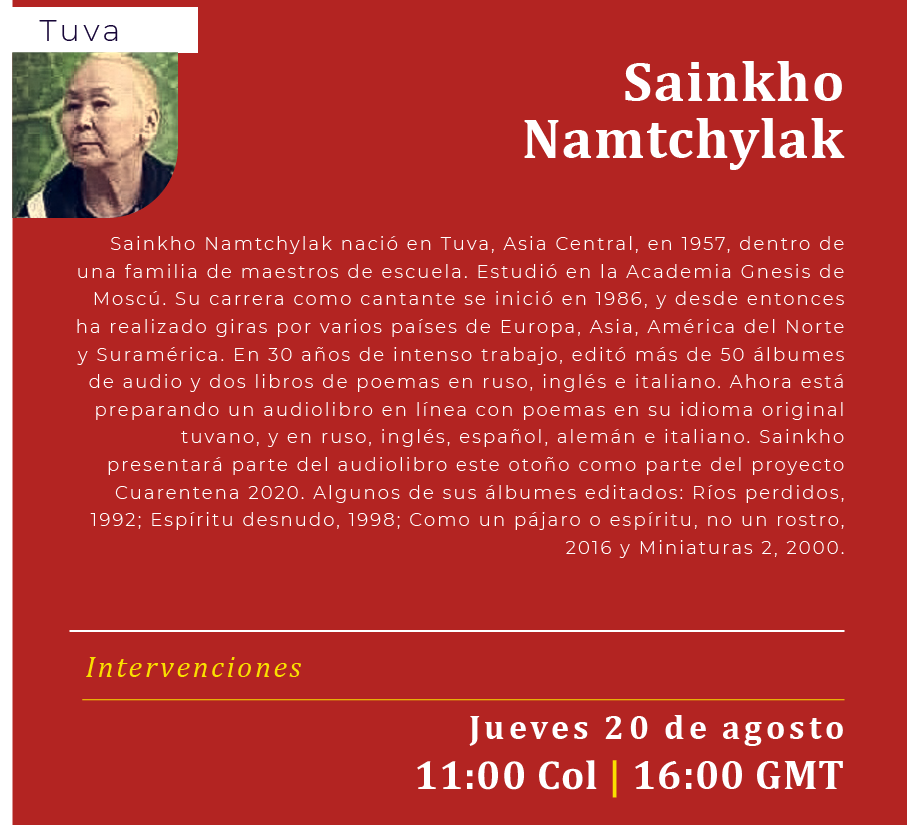 Tuva
Sainkho
Namtchylak
Sainkho Namtchylak nació en Tuva, Asia Central, en 1957, dentro de
una familia de maestros de escuela. Estudió en la Academia Gnesis de
Moscú. Su carrera como cantante se inició en 1986, y desde entonces
ha realizado giras por varios países de Europa, Asia, América del Norte
y Suramérica. En 30 años de intenso trabajo, editó más de 50 álbumes
de audio y dos libros de poemas en ruso, inglés e italiano. Ahora está
preparando un audiolibro en línea con poemas en su idioma original
tuvano, y en ruso, inglés, español, alemán e italiano. Sainkho
presentará parte del audiolibro este otoño como parte del proyecto
Cuarentena 2020. Algunos de sus álbumes editados: Ríos perdidos,
1992; Espíritu desnudo, 1998; Como un pájaro o espíritu, no un rostro,
2016 y Miniaturas 2, 2000.
Intervenciones
Jueves 20 de agosto
11:00 Col | 16:00 GMT